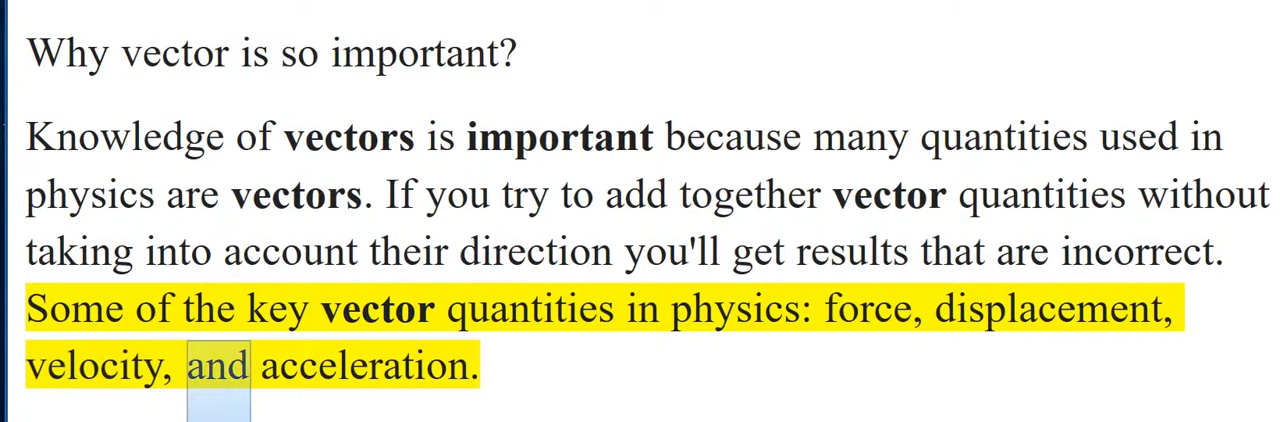 Why vector is so important?
Knowledge of vectors is important because many quantities used in
physics are vectors. If you try to add together vector quantities without
taking into account their direction you'll get results that are incorrect.
Some of the key vector quantities in physics: force, displacement,
velocity, and acceleration.